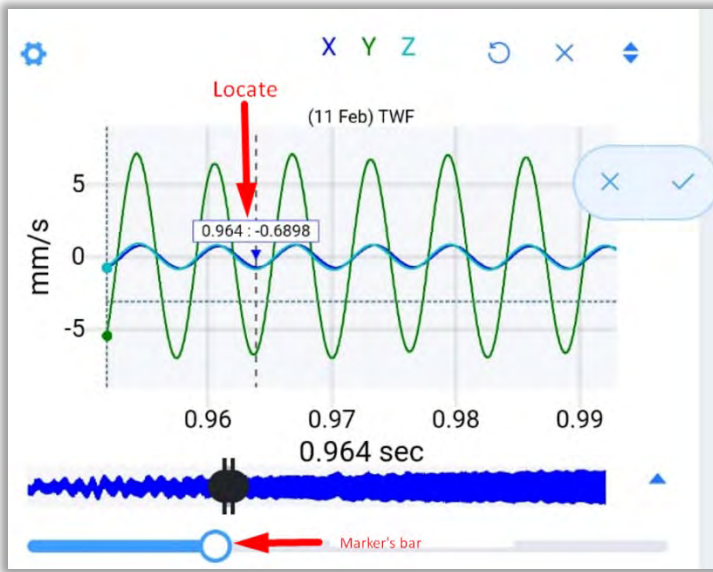 X Y Z
Locate
(11 Feb) TWF
5
0.964 : -0.6898
0
mm/s
-5
0.96 0.97 0.98 0.99
0.964 sec
Marker's bar